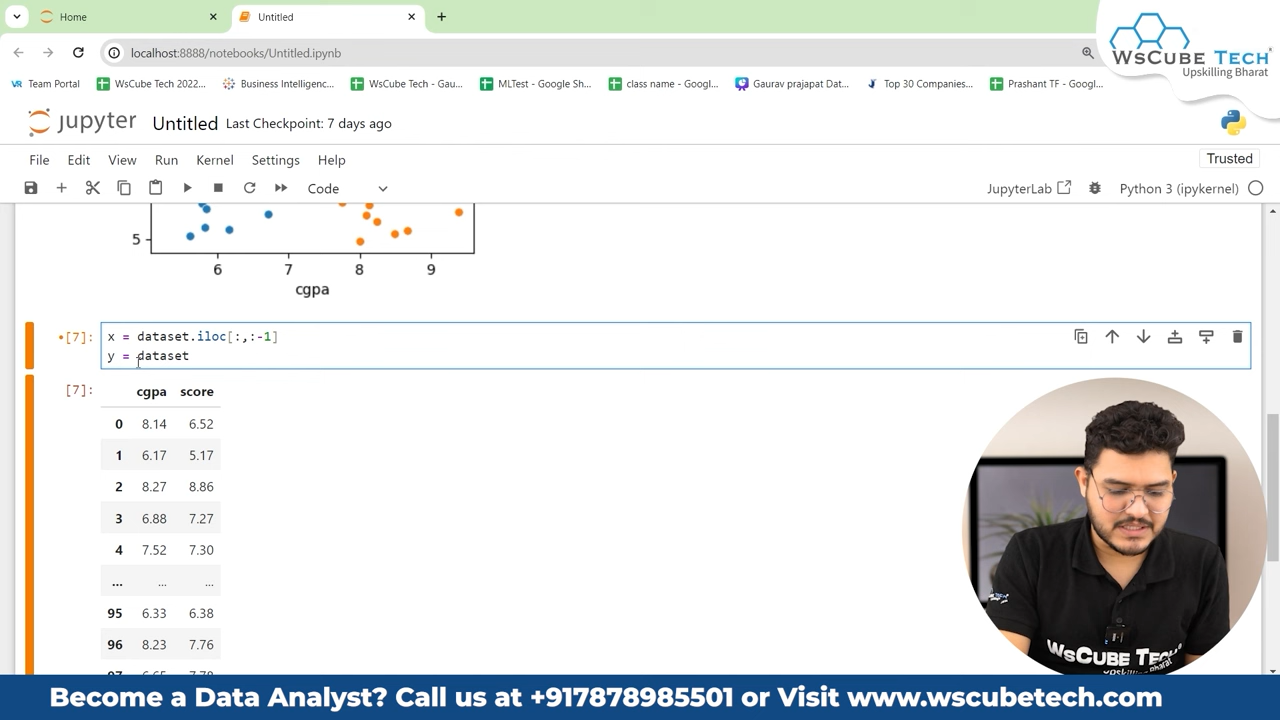 Home
Untitled
localhost:8888/notebooks/Untitled.ipynb
WsCube Tech
Upskilling Bharat
VR Team Portal
WsCube Tech 2022...
Business Intelligenc...
WsCube Tech - Gau...
MLTest - Google Sh...
class name - Googl...
Gaurav prajapat Dat...
Top 30 Companies...
Prashant TF - Goog...
jupyter Untitled Last Checkpoint: 7 days ago
File Edit View Run Kernel Settings Help
Trusted
Code
JupyterLab
Python 3 (ipykernel)
5
6 7 8 9
cgpa
[7]: x = dataset.iloc[:,:-1]
y = dataset
[7]: cgpa score
0 8.14 6.52
1 6.17 5.17
2 8.27 8.86
3 6.88 7.27
4 7.52 7.30
... ... ...
95 6.33 6.38
96 8.23 7.76
WsCube Tech
Upskilling Bharat
Become a Data Analyst? Call us at +917878985501 or Visit www.wscubetech.com